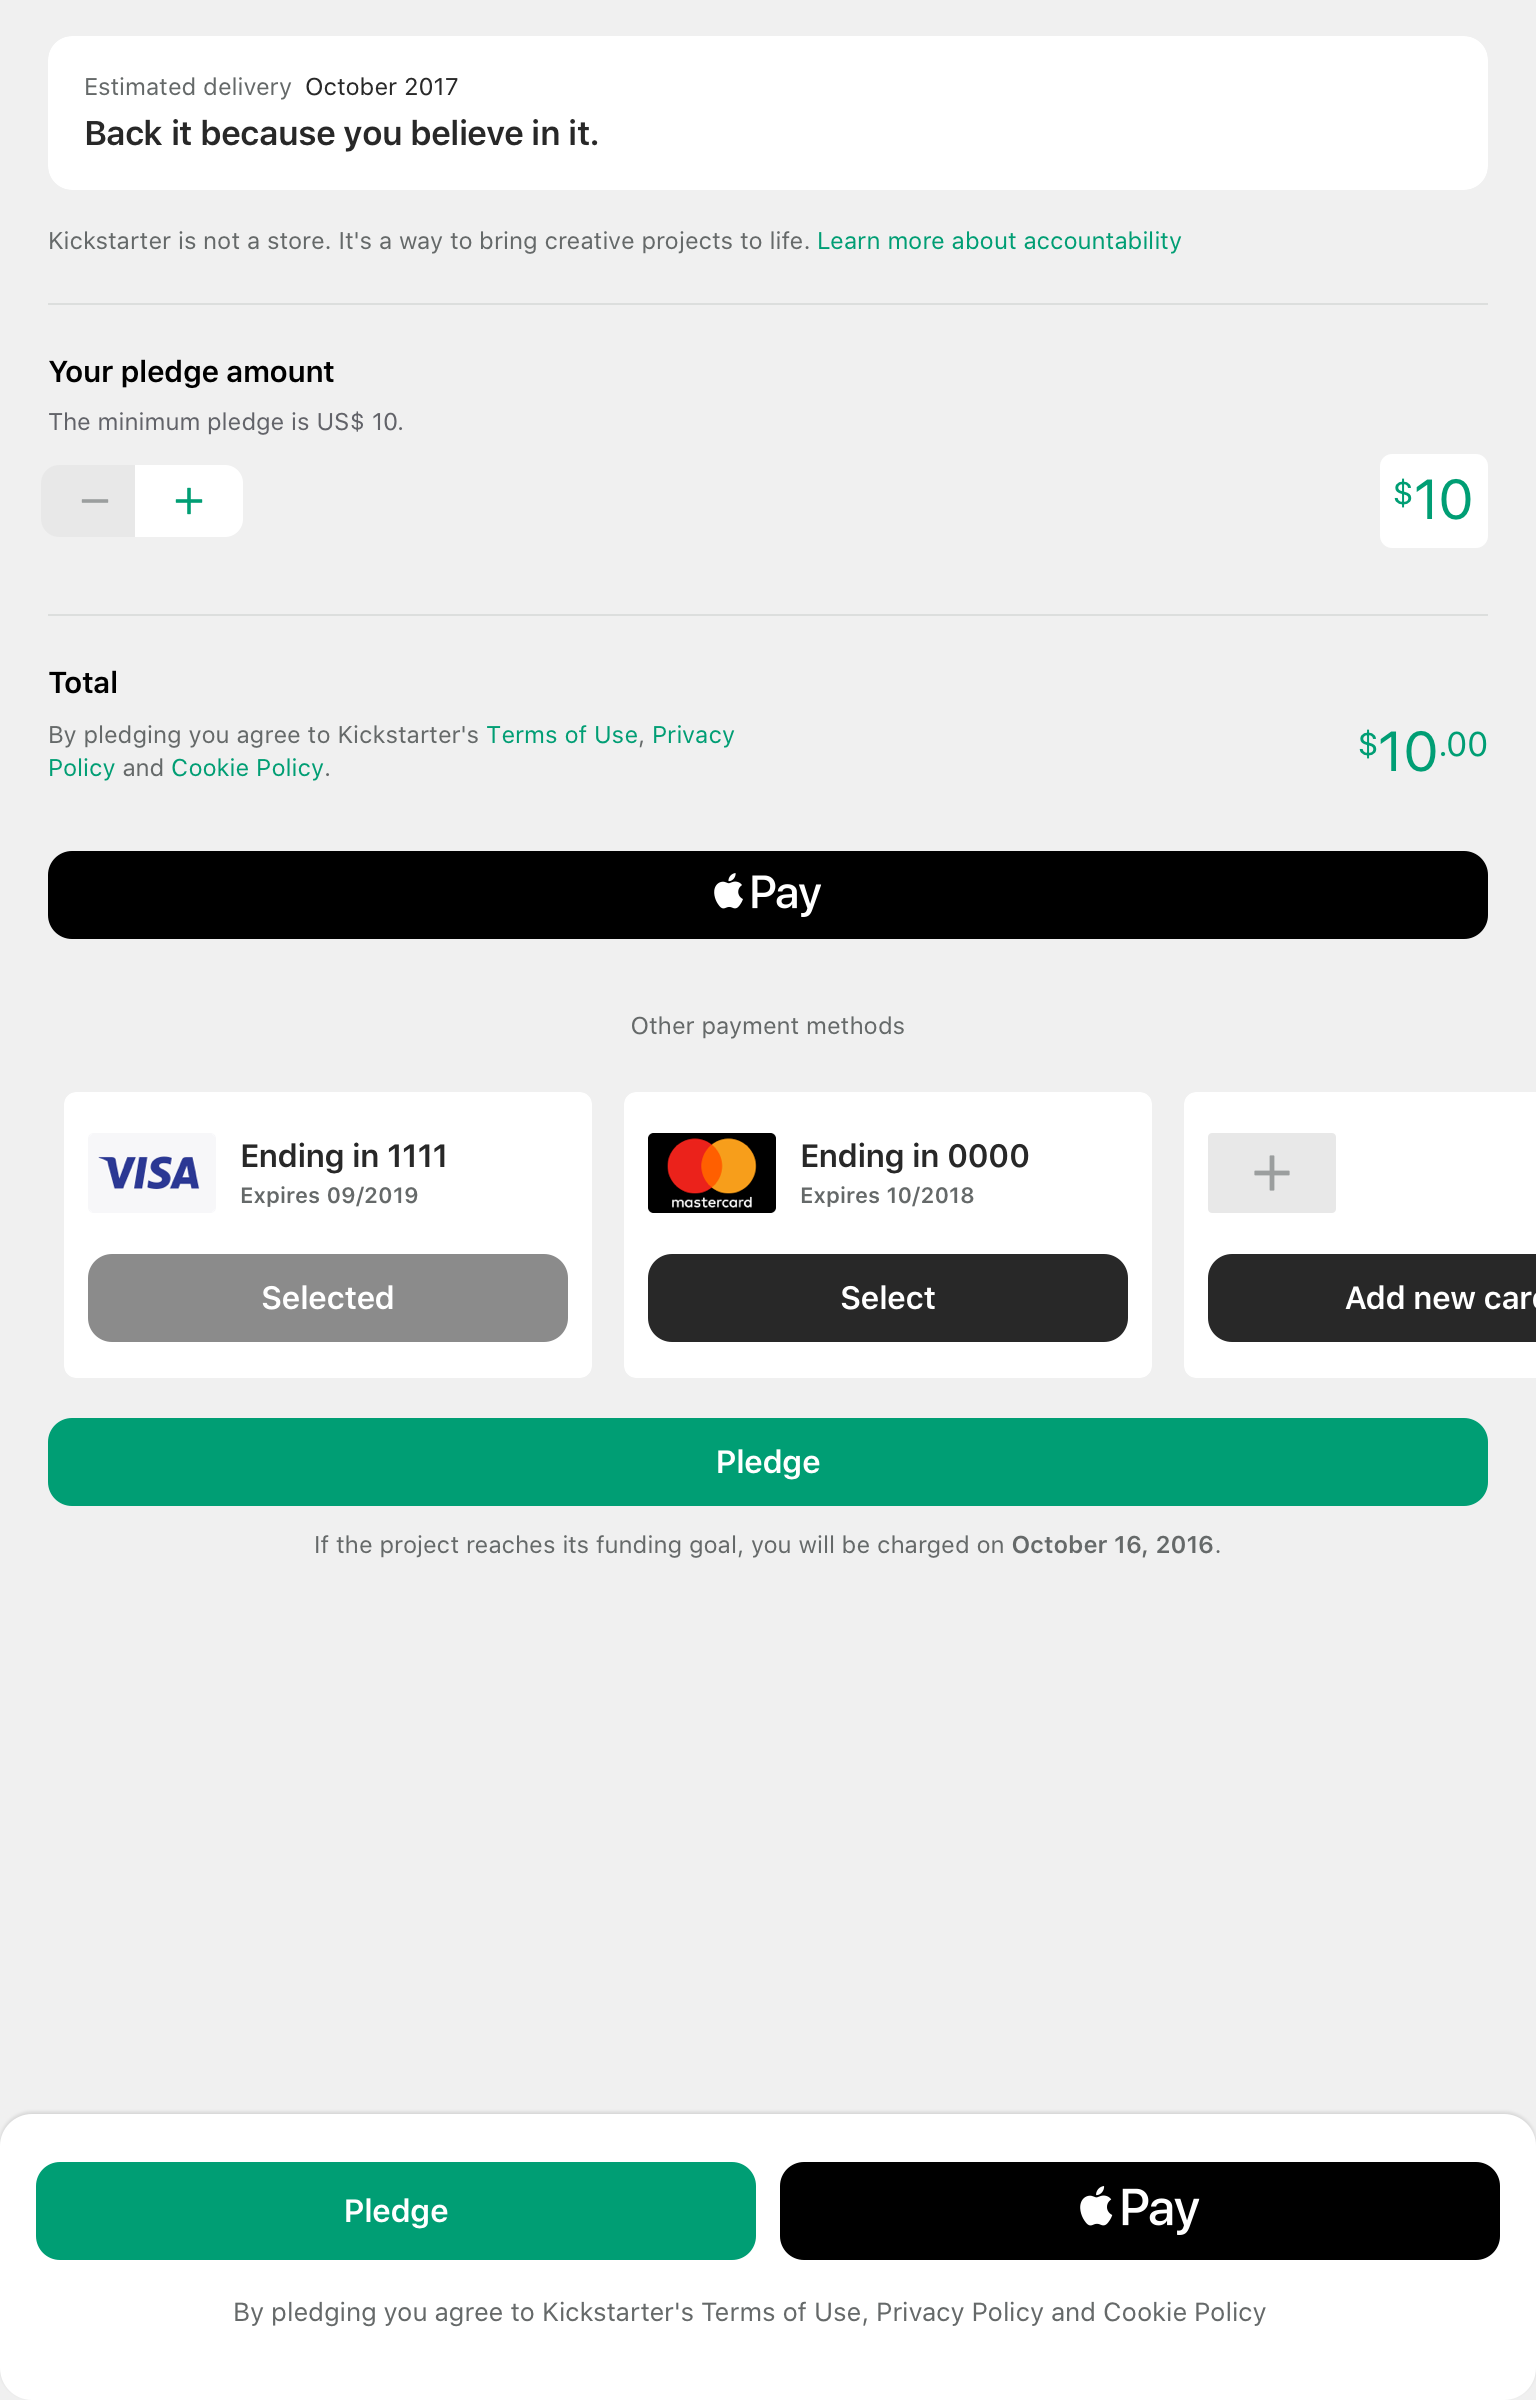 Estimated delivery October 2017
Back it because you believe in it.
Kickstarter is not a store. It's a way to bring creative projects to life. Learn more about accountability
Your pledge amount
The minimum pledge is US$ 10.
− +
$10
Total
By pledging you agree to Kickstarter's Terms of Use, Privacy
Policy and Cookie Policy.
$10.00
Pay
Other payment methods
VISA
Ending in 1111
Expires 09/2019
Selected
mastercard
Ending in 0000
Expires 10/2018
Select
+
Add new car
Pledge
If the project reaches its funding goal, you will be charged on October 16, 2016.
Pledge
Pay
By pledging you agree to Kickstarter's Terms of Use, Privacy Policy and Cookie Policy